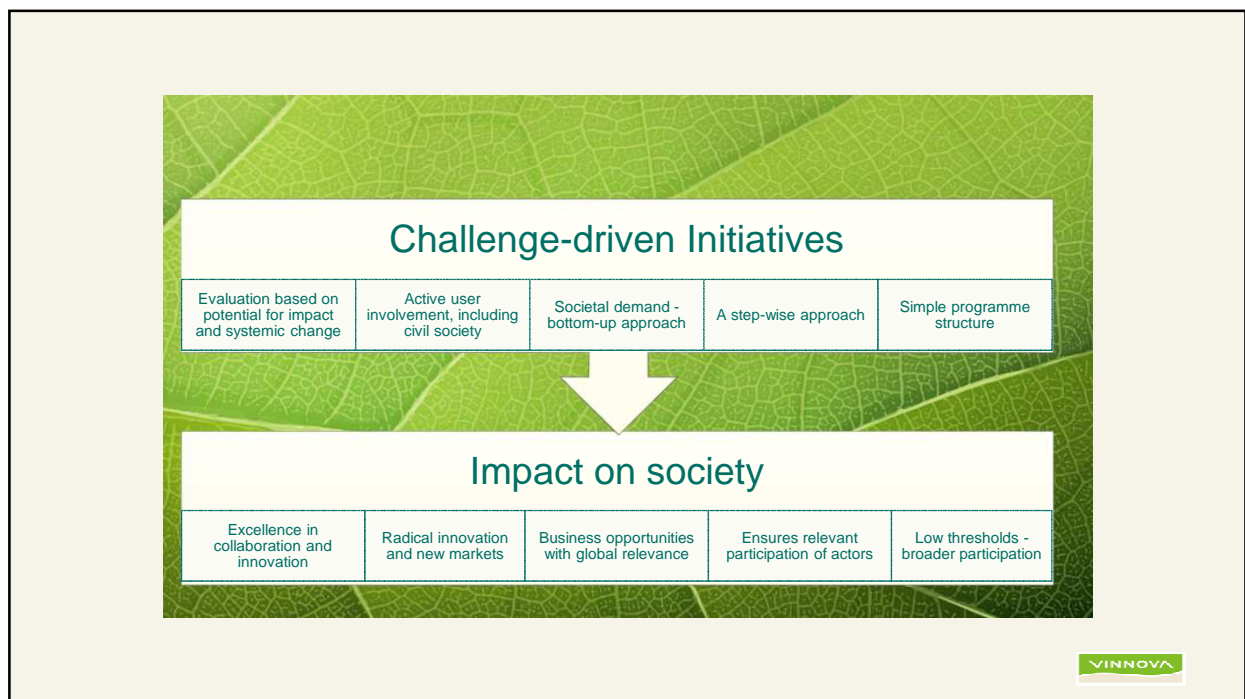 Challenge-driven Initiatives
Evaluation based on
potential for impact
and systemic change
Active user
involvement, including
civil society
Societal demand -
bottom-up approach
A step-wise approach
Simple programme
structure
Impact on society
Excellence in
collaboration and
innovation
Radical innovation
and new markets
Business opportunities
with global relevance
Ensures relevant
participation of actors
Low thresholds -
broader participation
VINNOVA